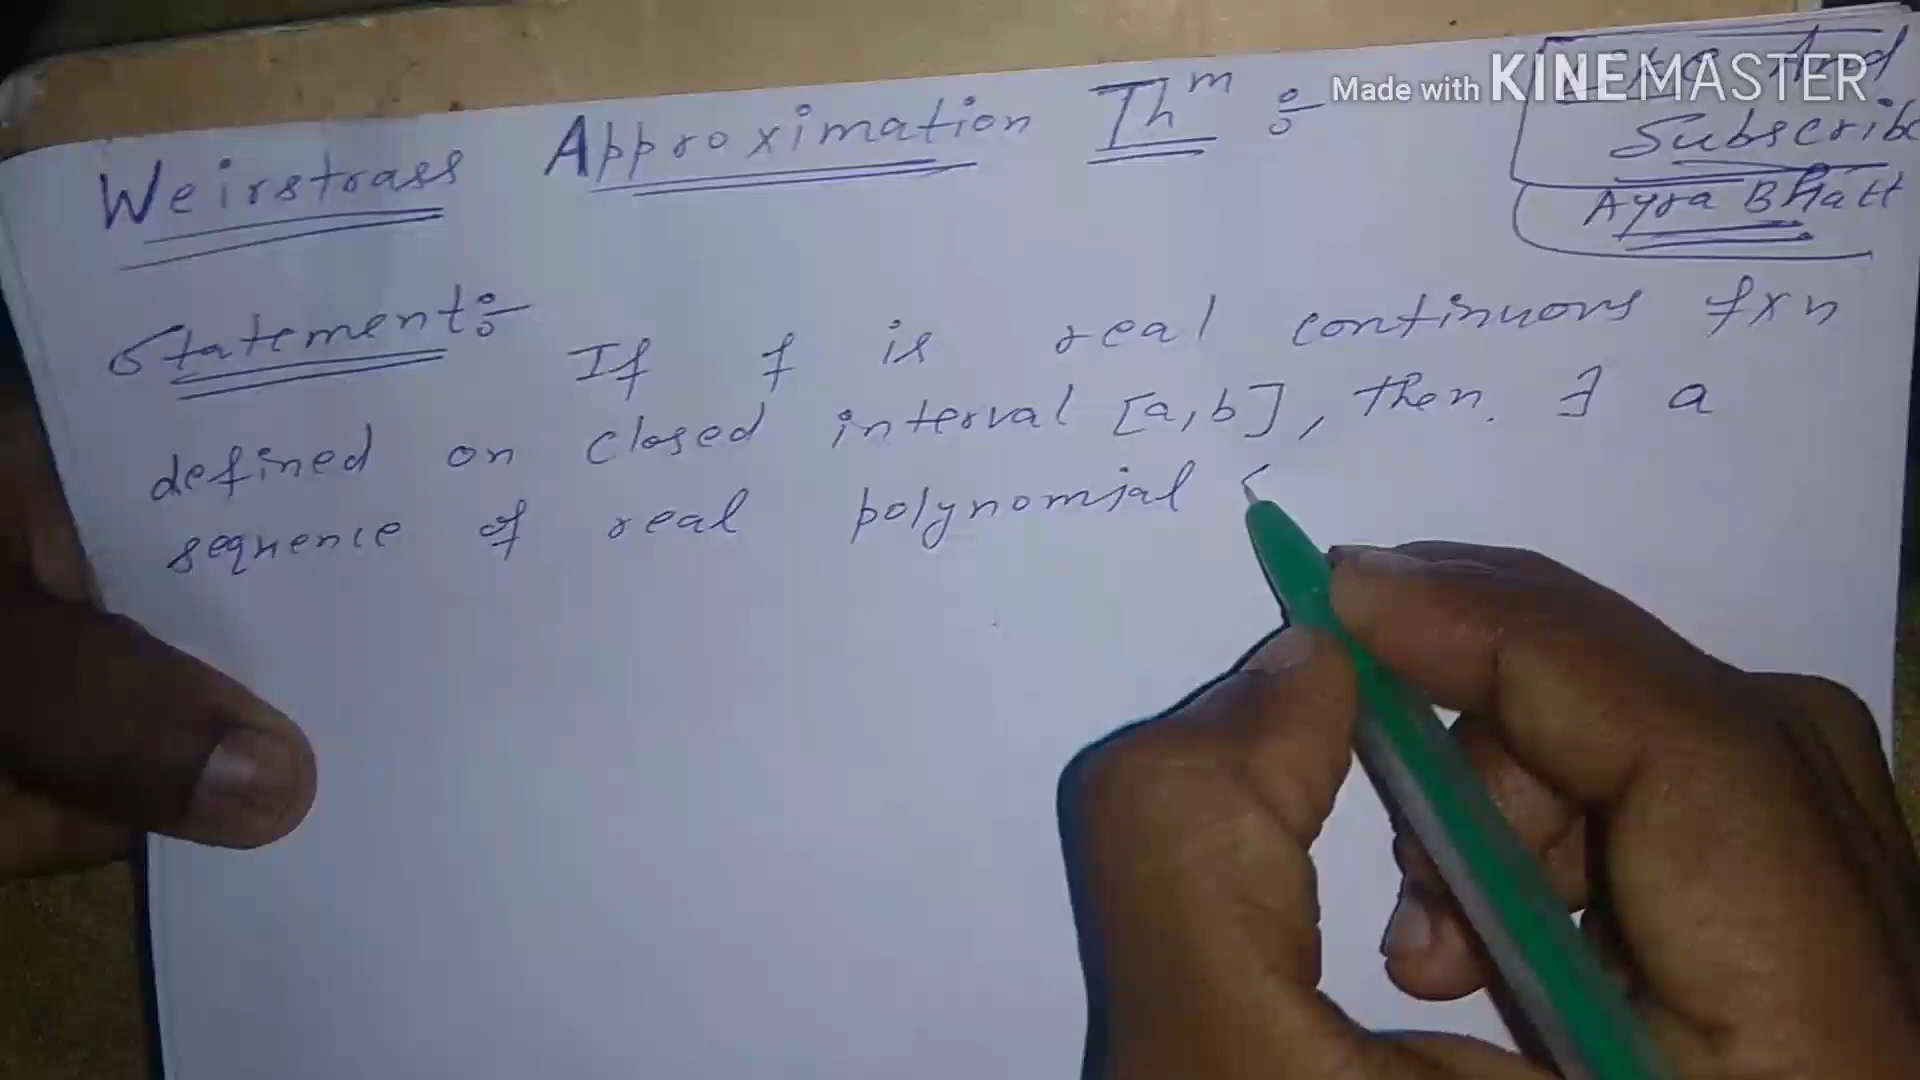 Made with KINEMASTER
And
Subscribe
Ayra Bhatt
Weirstrass Approximation Thm :-
Statement :-
If f is real continuous fxn
defined on closed interval [a,b], then ∃ a
sequence of real polynomial